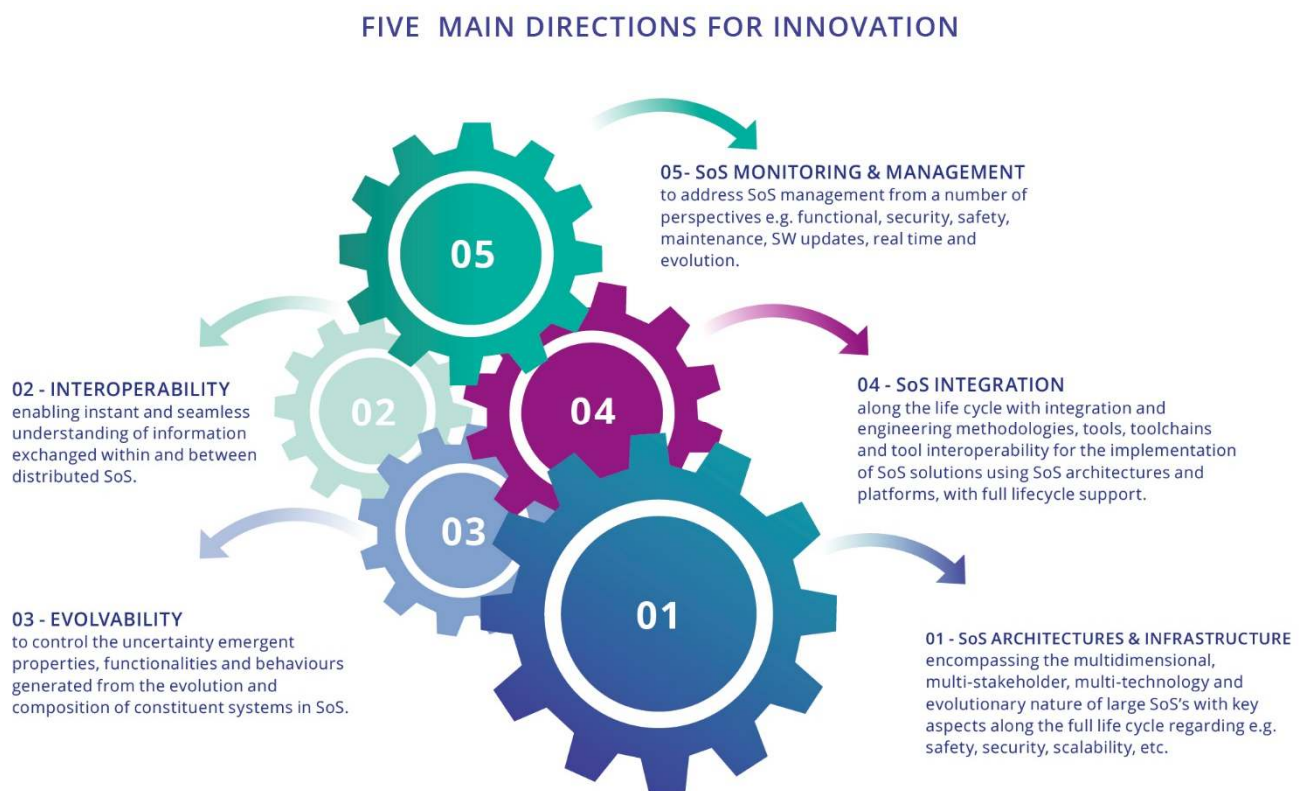 FIVE MAIN DIRECTIONS FOR INNOVATION
05
05- SoS MONITORING & MANAGEMENT
to address SoS management from a number of
perspectives e.g. functional, security, safety,
maintenance, SW updates, real time and
evolution.
02 - INTEROPERABILITY
enabling instant and seamless
understanding of information
exchanged within and between
distributed SoS.
02
04
04 - SoS INTEGRATION
along the life cycle with integration and
engineering methodologies, tools, toolchains
and tool interoperability for the implementation
of SoS solutions using SoS architectures and
platforms, with full lifecycle support.
03
03 - EVOLVABILITY
to control the uncertainty emergent
properties, functionalities and behaviours
generated from the evolution and
composition of constituent systems in SoS.
01
01 - SoS ARCHITECTURES & INFRASTRUCTURE
encompassing the multidimensional,
multi-stakeholder, multi-technology and
evolutionary nature of large SoS's with key
aspects along the full life cycle regarding e.g.
safety, security, scalability, etc.